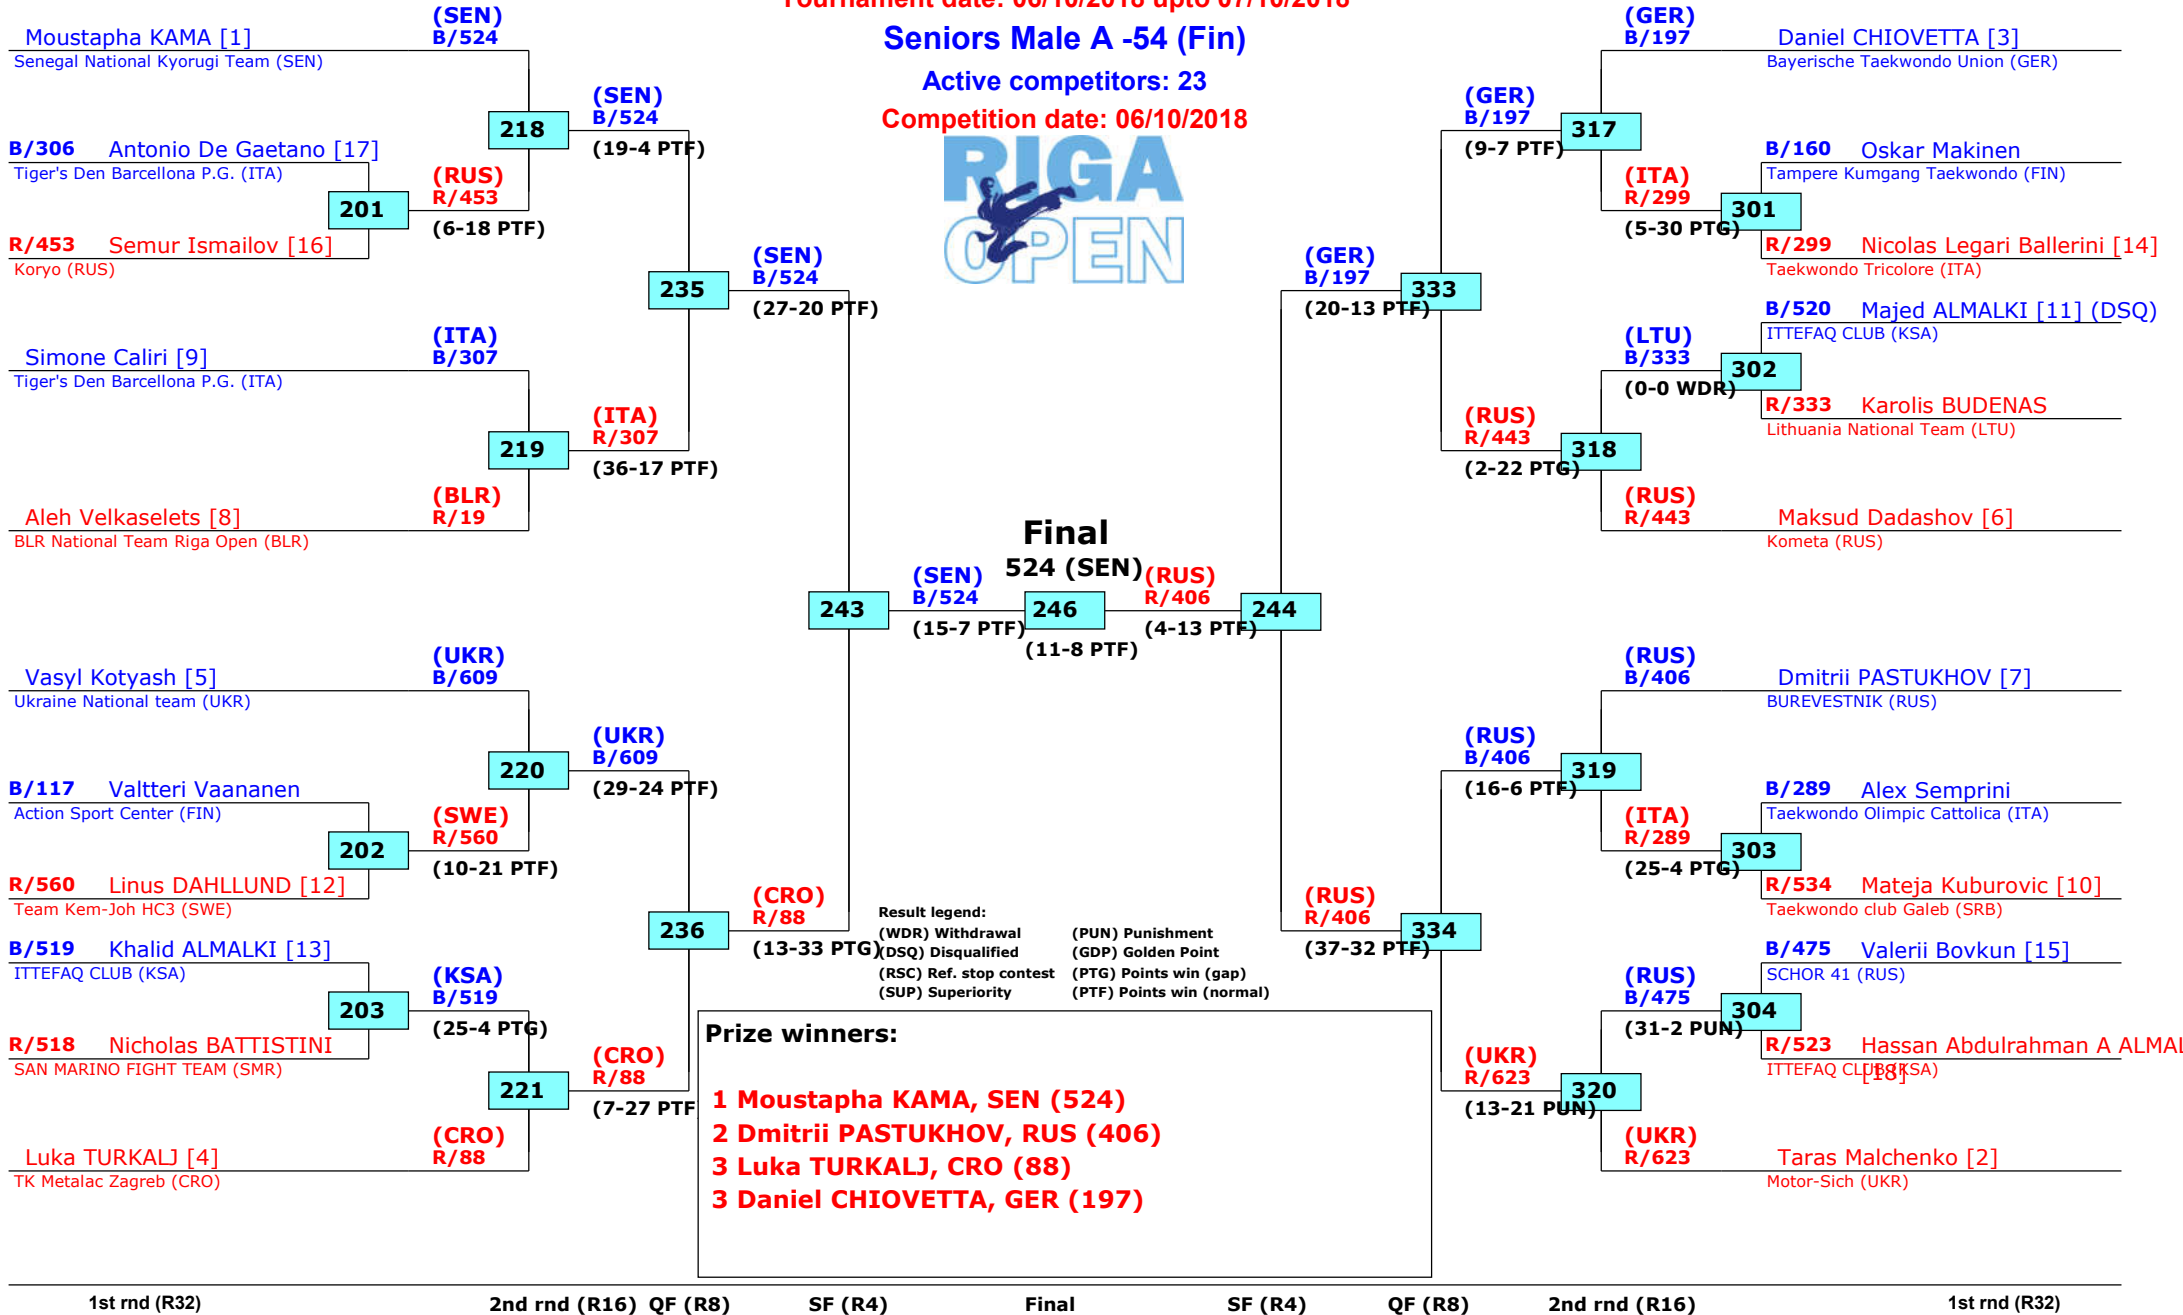 Tournament date: 06/10/2018 upto 07/10/2018
Seniors Male A -54 (Fin)
Active competitors: 23
Competition date: 06/10/2018
RIGA
OPEN
Moustapha KAMA [1]
Senegal National Kyorugi Team (SEN)
(SEN)
B/524
B/306 Antonio De Gaetano [17]
Tiger's Den Barcellona P.G. (ITA)
201
R/453 Semur Ismailov [16]
Koryo (RUS)
(RUS)
R/453
(6-18 PTF)
218
(SEN)
B/524
(19-4 PTF)
Simone Caliri [9]
Tiger's Den Barcellona P.G. (ITA)
(ITA)
B/307
219
Aleh Velkaselets [8]
BLR National Team Riga Open (BLR)
(BLR)
R/19
(ITA)
R/307
(36-17 PTF)
235
(SEN)
B/524
(27-20 PTF)
Vasyl Kotyash [5]
Ukraine National team (UKR)
(UKR)
B/609
B/117 Valtteri Vaananen
Action Sport Center (FIN)
202
R/560 Linus DAHLLUND [12]
Team Kem-Joh HC3 (SWE)
(SWE)
R/560
(10-21 PTF)
220
(UKR)
B/609
(29-24 PTF)
B/519 Khalid ALMALKI [13]
ITTEFAQ CLUB (KSA)
203
R/518 Nicholas BATTISTINI
SAN MARINO FIGHT TEAM (SMR)
(KSA)
B/519
(25-4 PTG)
221
Luka TURKALJ [4]
TK Metalac Zagreb (CRO)
(CRO)
R/88
(CRO)
R/88
(7-27 PTF
236
(CRO)
R/88
(13-33 PTG)
243
(SEN)
B/524
(15-7 PTF)
Final
524 (SEN)
246
(11-8 PTF)
(RUS)
R/406
(4-13 PTF)
244
(GER)
B/197
(20-13 PTF)
333
(GER)
B/197
(9-7 PTF)
317
(GER)
B/197
Daniel CHIOVETTA [3]
Bayerische Taekwondo Union (GER)
B/160 Oskar Makinen
Tampere Kumgang Taekwondo (FIN)
(ITA)
R/299
(5-30 PTG)
301
R/299 Nicolas Legari Ballerini [14]
Taekwondo Tricolore (ITA)
B/520 Majed ALMALKI [11] (DSQ)
ITTEFAQ CLUB (KSA)
(LTU)
B/333
(0-0 WDR)
302
R/333 Karolis BUDENAS
Lithuania National Team (LTU)
(RUS)
R/443
(2-22 PTG)
318
(RUS)
R/443
Maksud Dadashov [6]
Kometa (RUS)
(RUS)
B/406
Dmitrii PASTUKHOV [7]
BUREVESTNIK (RUS)
(RUS)
B/406
(16-6 PTF)
319
B/289 Alex Semprini
Taekwondo Olimpic Cattolica (ITA)
(ITA)
R/289
(25-4 PTG)
303
R/534 Mateja Kuburovic [10]
Taekwondo club Galeb (SRB)
(RUS)
R/406
(37-32 PTF)
334
B/475 Valerii Bovkun [15]
SCHOR 41 (RUS)
(RUS)
B/475
(31-2 PUN)
304
R/523 Hassan Abdulrahman A ALMAL
[18]
ITTEFAQ CLUB (KSA)
(UKR)
R/623
(13-21 PUN)
320
(UKR)
R/623
Taras Malchenko [2]
Motor-Sich (UKR)
Result legend:
(WDR) Withdrawal (PUN) Punishment
(DSQ) Disqualified (GDP) Golden Point
(RSC) Ref. stop contest (PTG) Points win (gap)
(SUP) Superiority (PTF) Points win (normal)
Prize winners:
1 Moustapha KAMA, SEN (524)
2 Dmitrii PASTUKHOV, RUS (406)
3 Luka TURKALJ, CRO (88)
3 Daniel CHIOVETTA, GER (197)
1st rnd (R32) 2nd rnd (R16) QF (R8) SF (R4) Final SF (R4) QF (R8) 2nd rnd (R16) 1st rnd (R32)